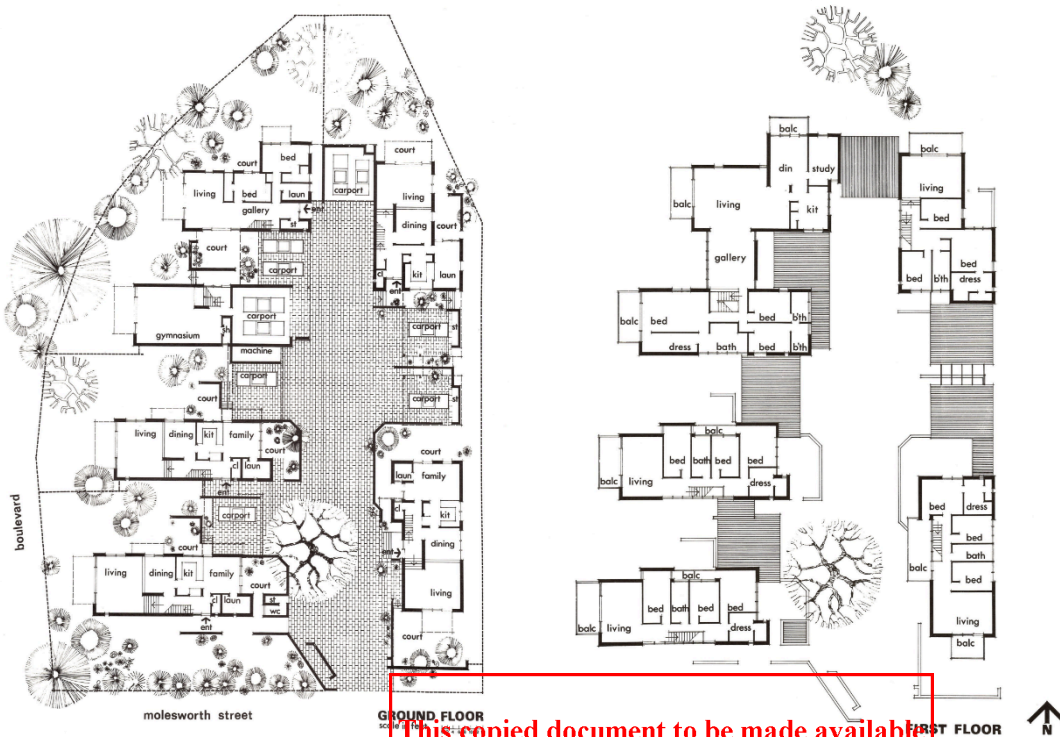 court
bed
living
bed
laun
gallery
ent
st
carport
court
living
dining
court
cl
kit
laun
ent
court
carport
carport
gymnasium
sh
machine
carport
court
carport
st
carport
st
living
dining
kit
family
court
cl
laun
ent
carport
court
living
dining
kit
family
court
cl
laun
st
wc
ent
court
laun
family
cl
kit
ent
dining
living
court
boulevard
molesworth street
GROUND FLOOR
scale in feet
balc
din
study
balc
living
kit
gallery
balc
bed
bed
b'th
dress
bath
bed
b'th
balc
living
bed
bed
bed
b'th
dress
balc
bed
bath
bed
bed
balc
living
dress
balc
bed
bath
bed
bed
balc
living
dress
bed
dress
bed
bath
balc
bed
living
balc
This copied document to be made available
FIRST FLOOR
N